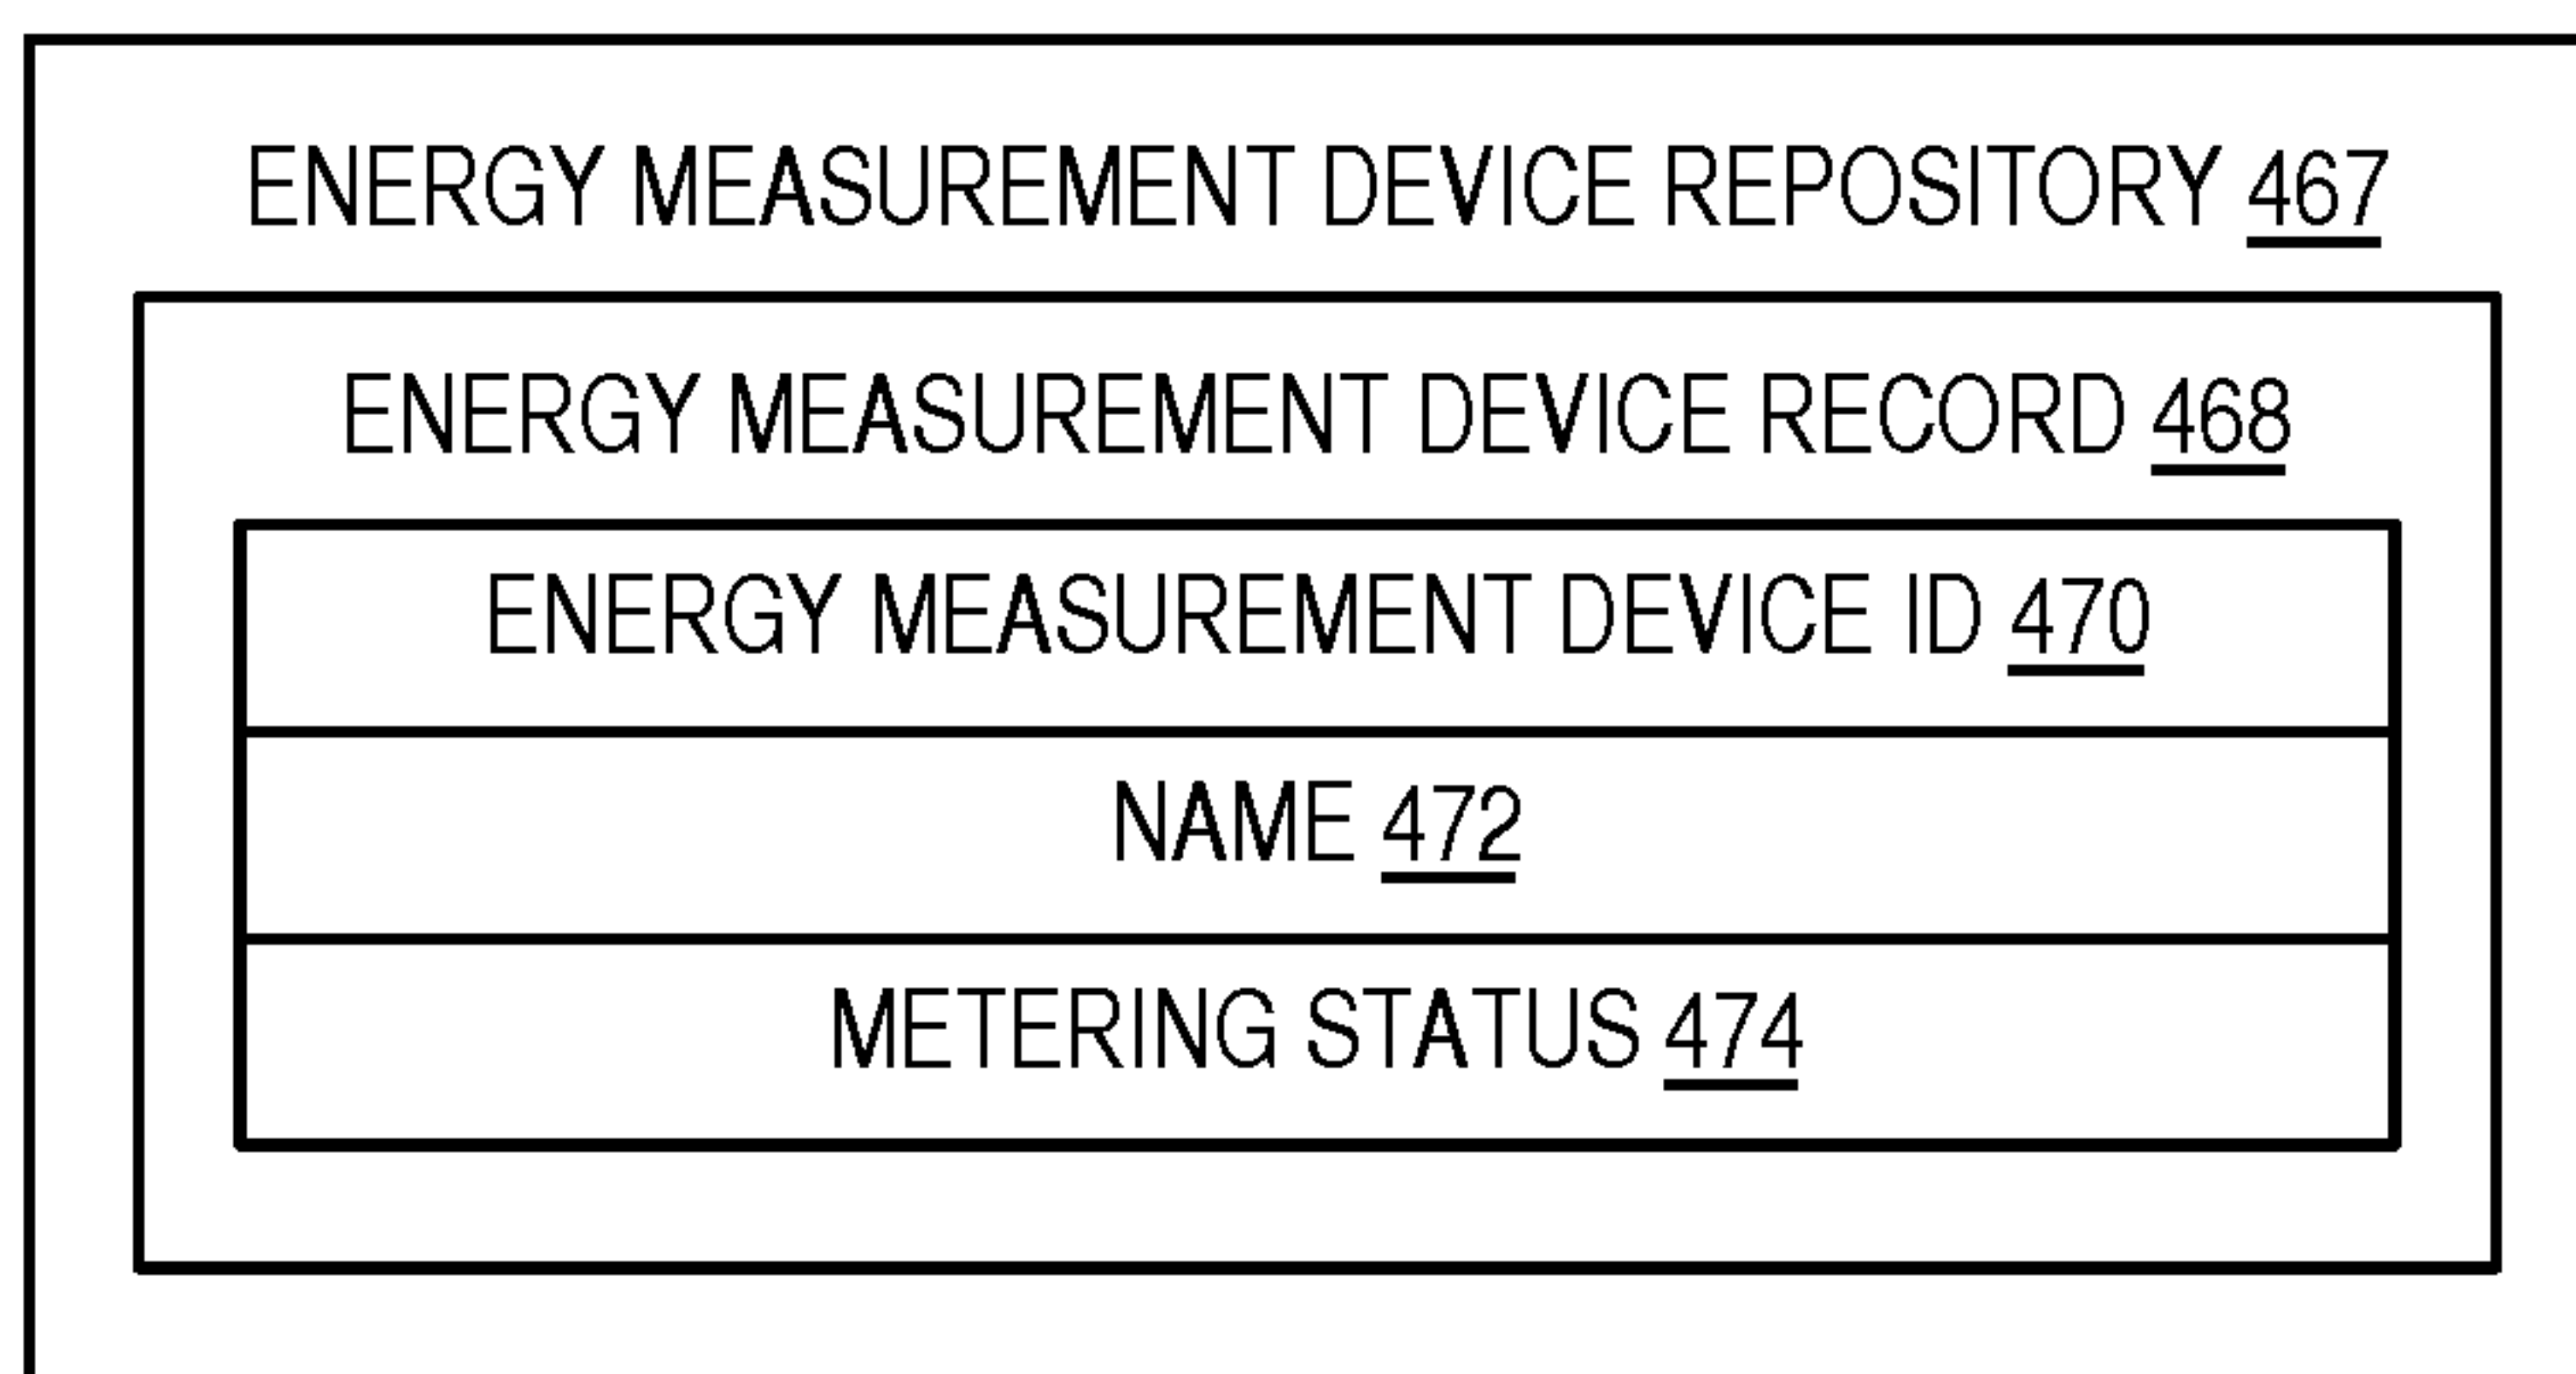 ENERGY MEASUREMENT DEVICE REPOSITORY 467
ENERGY MEASUREMENT DEVICE RECORD 468
ENERGY MEASUREMENT DEVICE ID 470
NAME 472
METERING STATUS 474